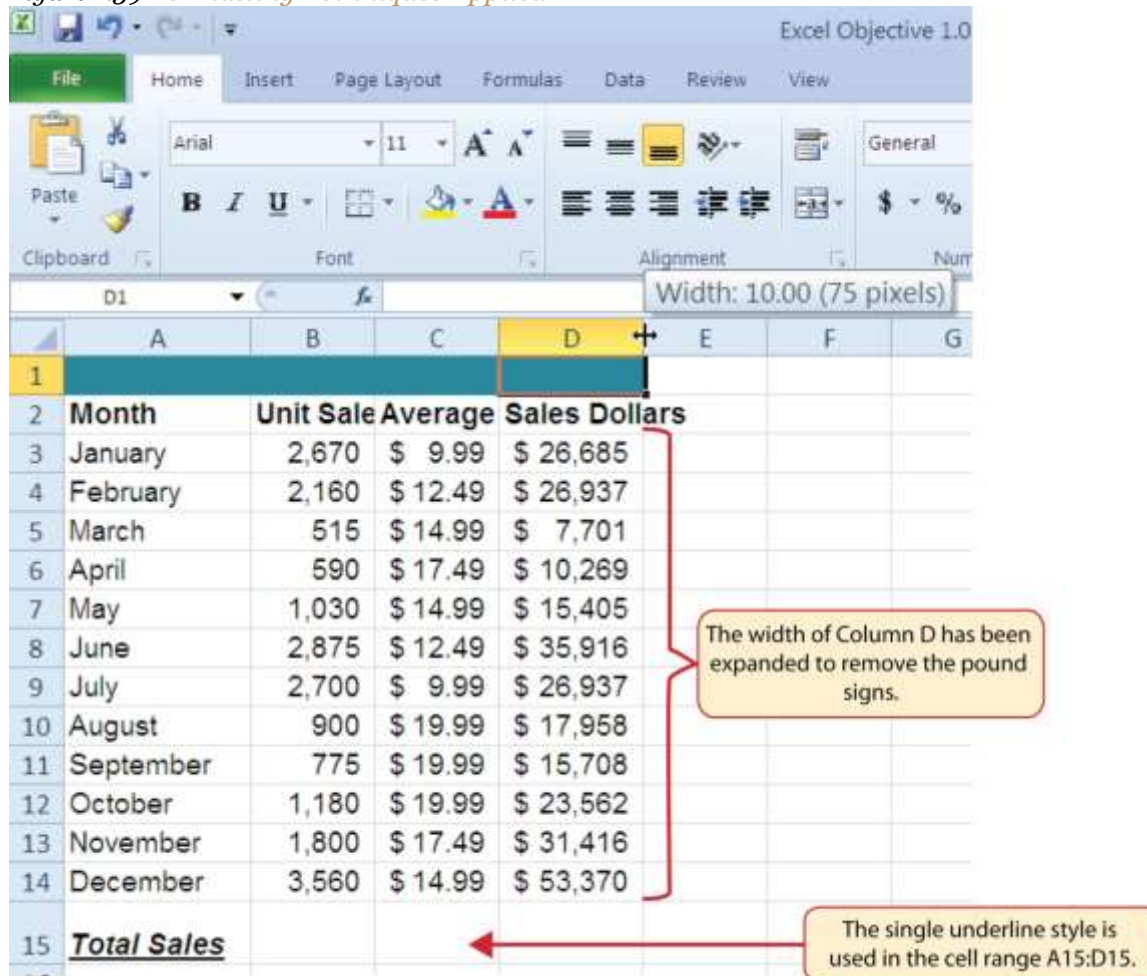 Excel Objective 1.0
File Home Insert Page Layout Formulas Data Review View
Arial 11 A A General
Paste B I U A $ %
Clipboard Font Alignment
D1 fx Width: 10.00 (75 pixels)
A B C D E F G
1
2 Month Unit Sale Average Sales Dollars
3 January 2,670 $ 9.99 $ 26,685
4 February 2,160 $ 12.49 $ 26,937
5 March 515 $ 14.99 $ 7,701
6 April 590 $ 17.49 $ 10,269
7 May 1,030 $ 14.99 $ 15,405
8 June 2,875 $ 12.49 $ 35,916
9 July 2,700 $ 9.99 $ 26,937
10 August 900 $ 19.99 $ 17,958
11 September 775 $ 19.99 $ 15,708
12 October 1,180 $ 19.99 $ 23,562
13 November 1,800 $ 17.49 $ 31,416
14 December 3,560 $ 14.99 $ 53,370
15 Total Sales
The width of Column D has been
expanded to remove the pound
signs.
The single underline style is
used in the cell range A15:D15.